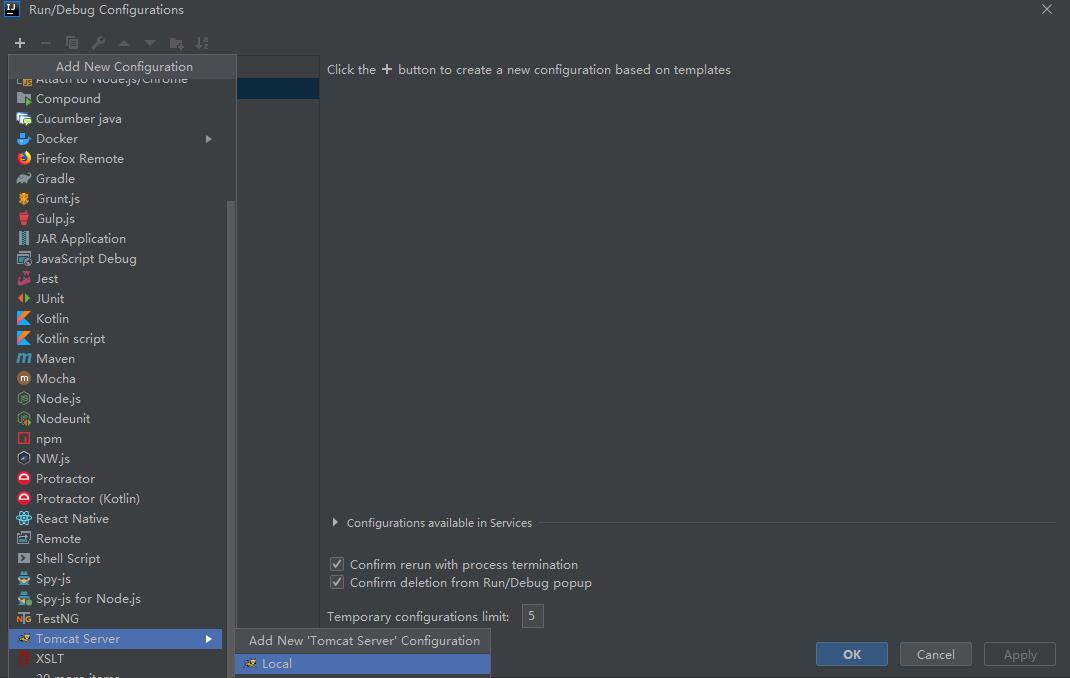 Run/Debug Configurations
Add New Configuration
Click the + button to create a new configuration based on templates
Attach to Node.js/Chrome
Compound
Cucumber java
Docker
Firefox Remote
Gradle
Grunt.js
Gulp.js
JAR Application
JavaScript Debug
Jest
JUnit
Kotlin
Kotlin script
Maven
Mocha
Node.js
Nodeunit
npm
NW.js
Protractor
Protractor (Kotlin)
React Native
Remote
Shell Script
Spy-js
Spy-js for Node.js
TestNG
Tomcat Server
XSLT
Add New 'Tomcat Server' Configuration
Local
Configurations available in Services
Confirm rerun with process termination
Confirm deletion from Run/Debug popup
Temporary configurations limit: 5
OK Cancel Apply